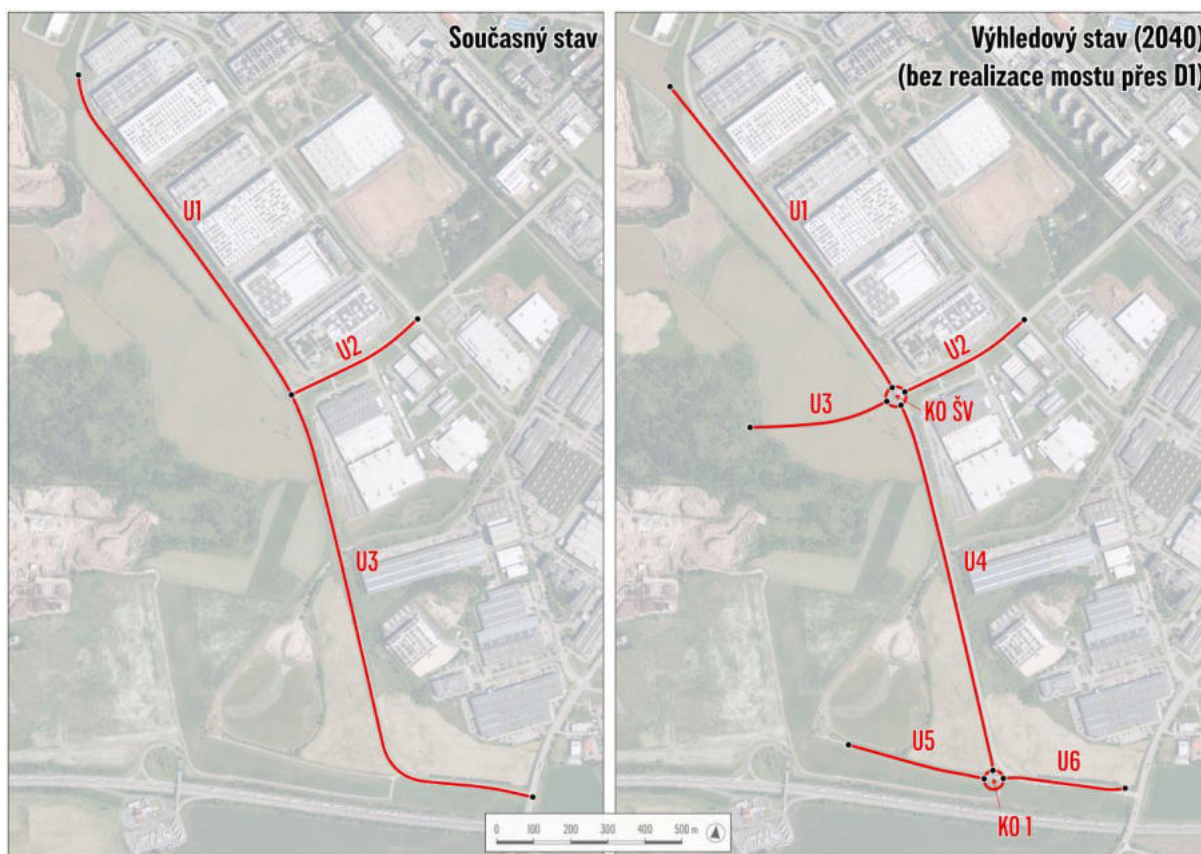 Současný stav
U1
U2
U3
Výhledový stav (2040)
(bez realizace mostu přes D1)
U1
U2
U3
KO ŠV
U4
U5
U6
KO 1
0 100 200 300 400 500 m